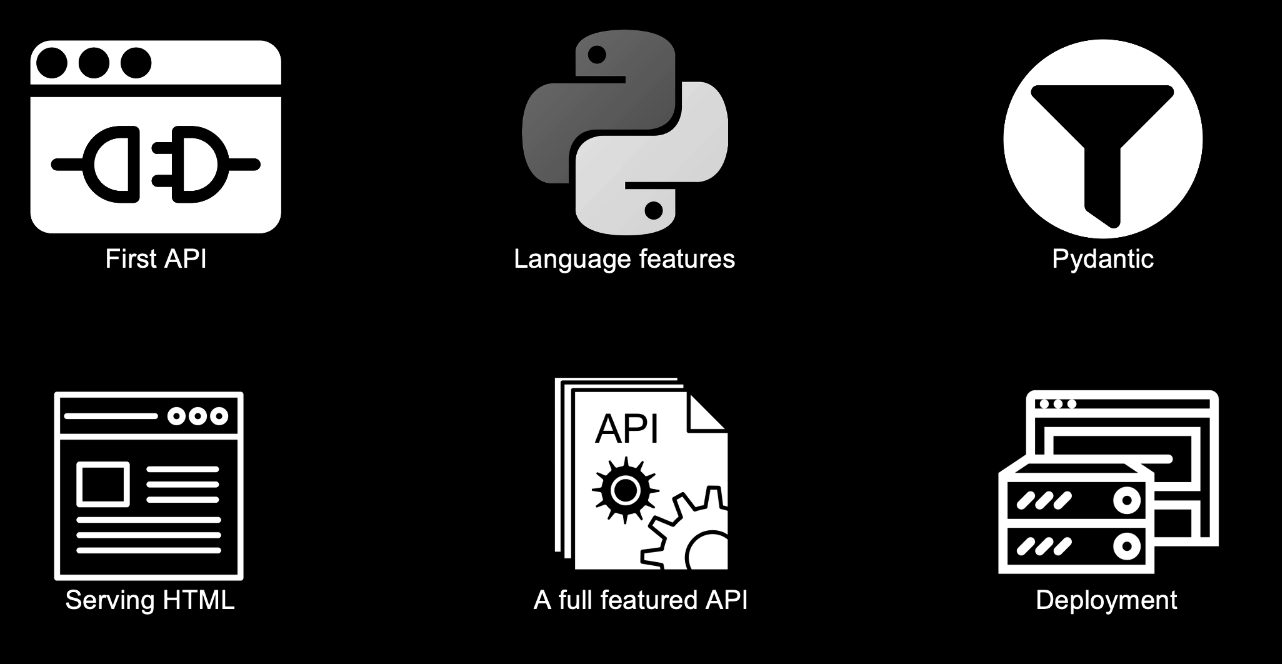 First API
Language features
Pydantic
API
Serving HTML
A full featured API
Deployment